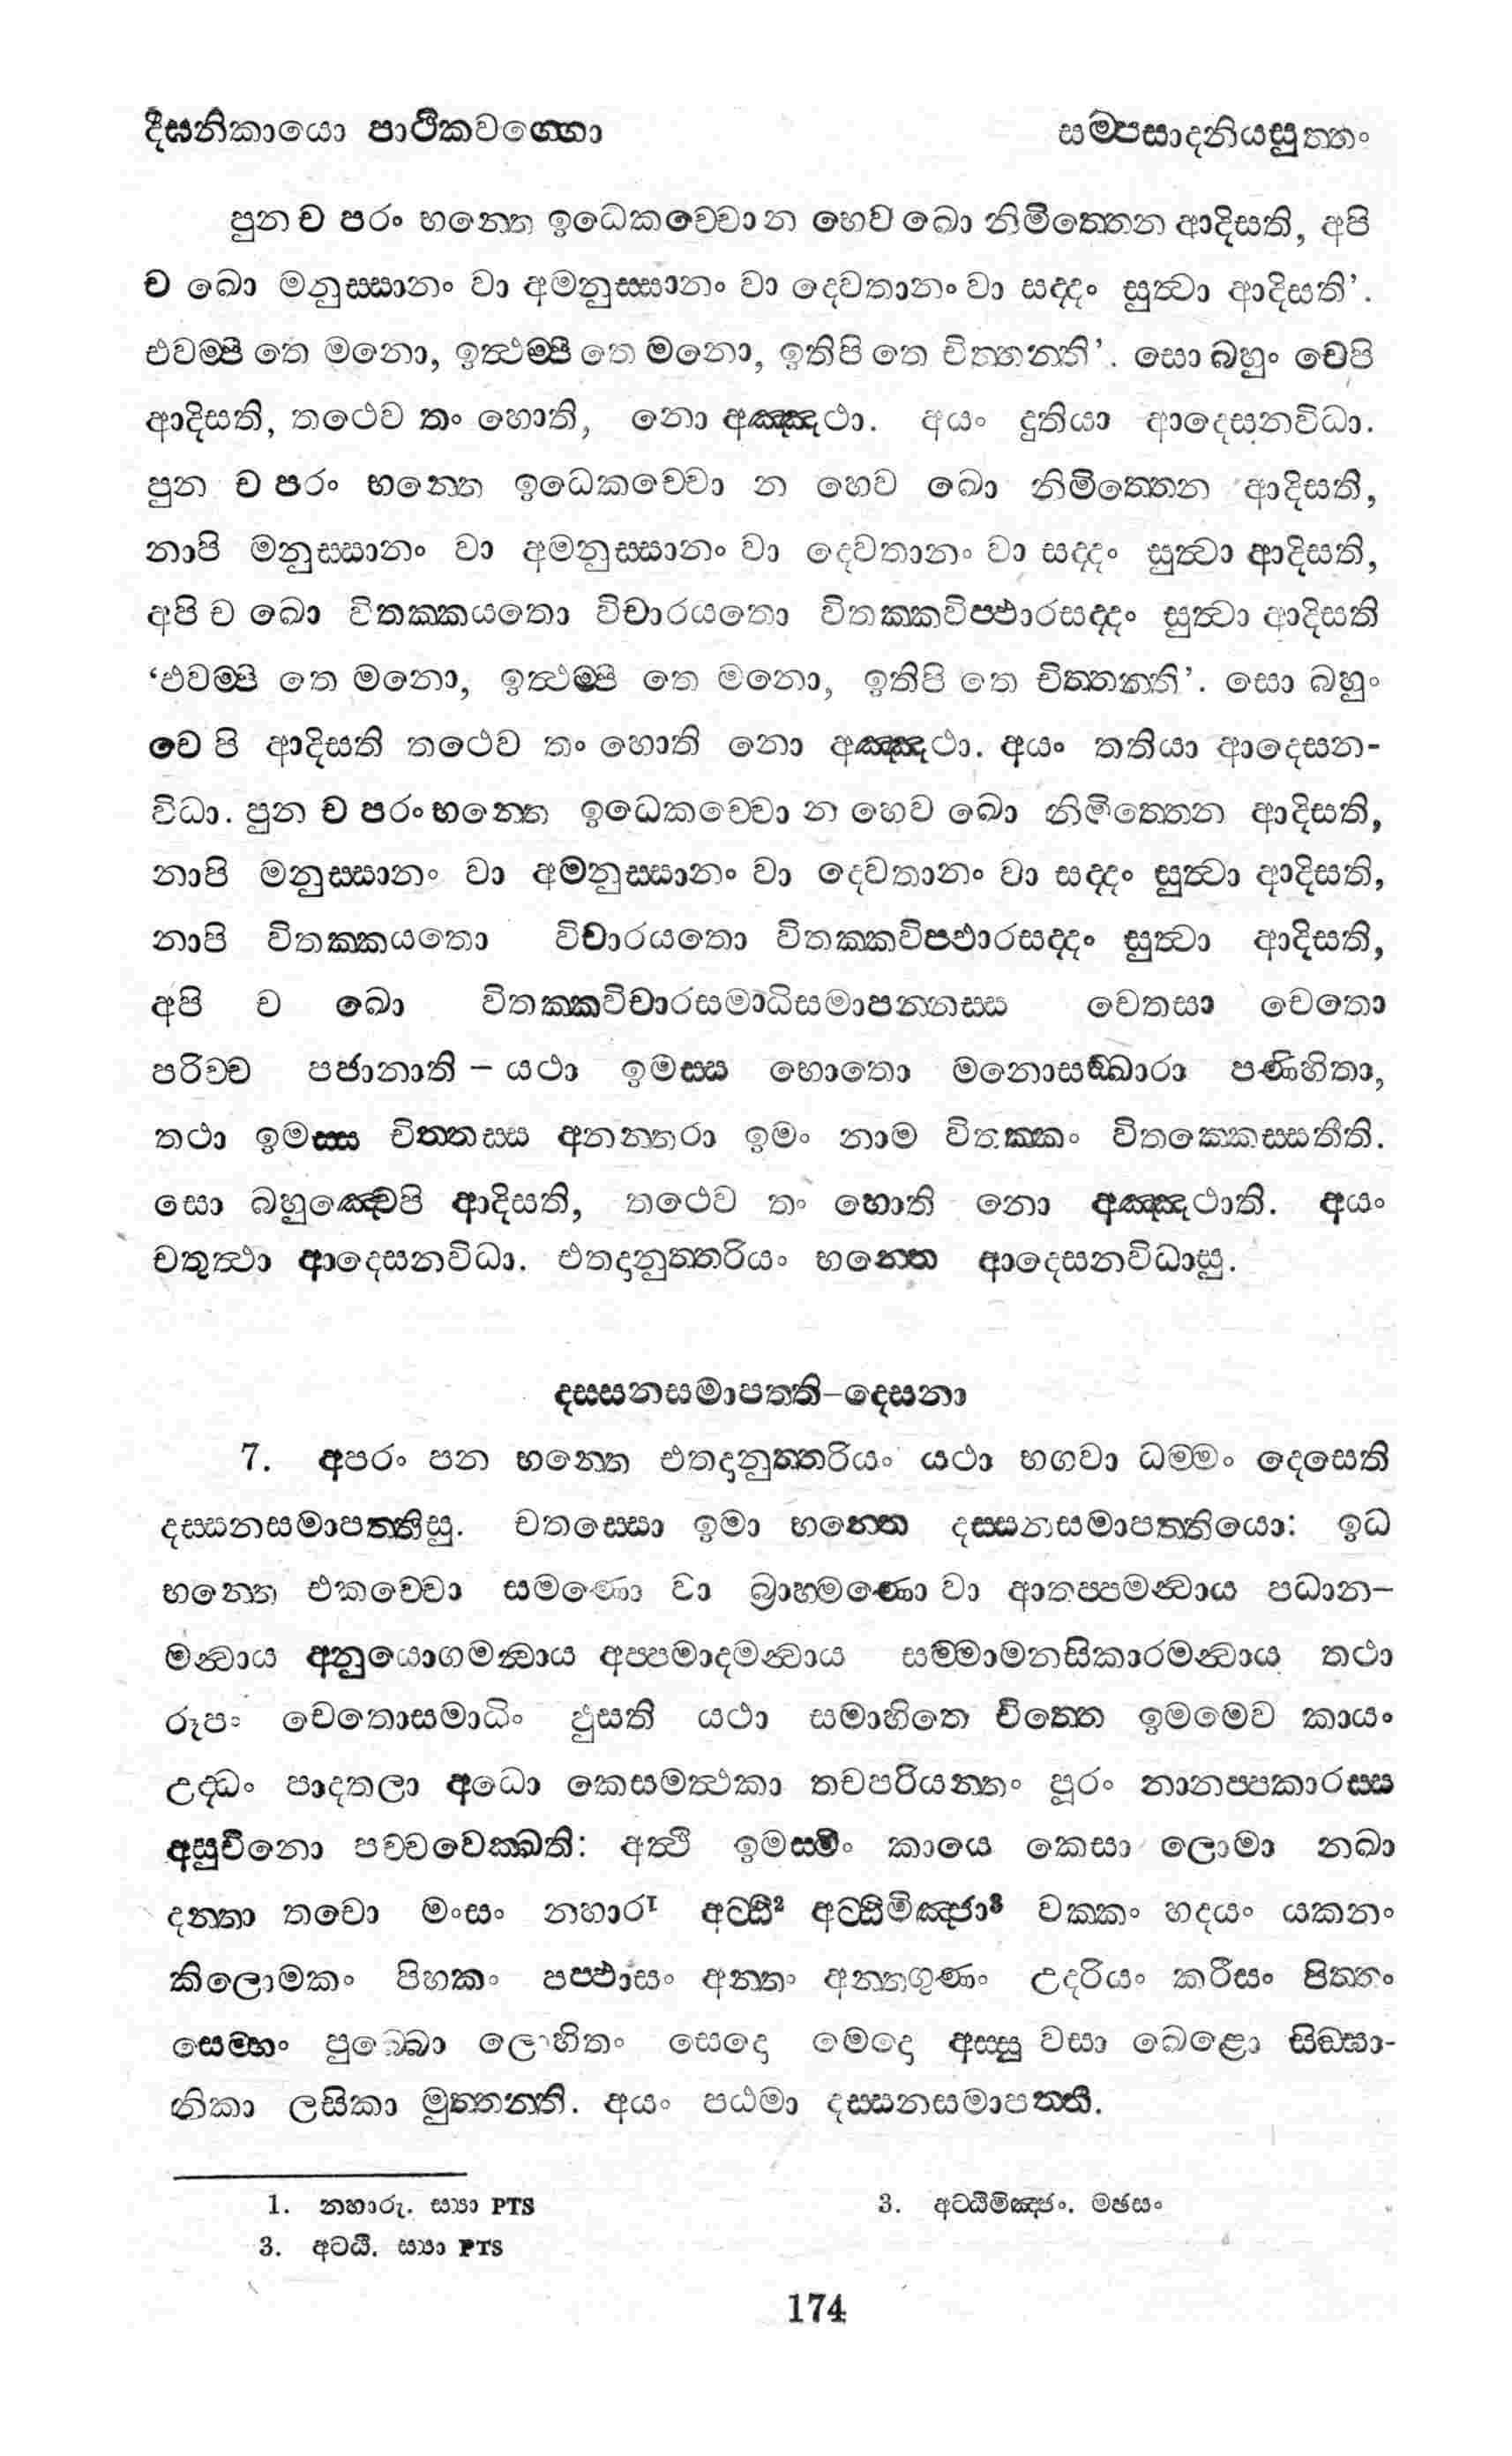 දීඝනිකායො පාථිකවග්ගො
සම්පසාදනියසුත්තං
පුන ච පරං භන්තෙ ඉධෙකච්චො න හෙව ඛො නිමිත්තෙන ආදිසති, අපි
ච ඛො මනුස්සානං වා අමනුස්සානං වා දෙවතානං වා සද්දං සුත්වා ආදිසති’.
එවම්පි තෙ මනො, ඉත්ථම්පි තෙ මනො, ඉතිපි තෙ චිත්තන්ති’. සො බහුං චෙපි
ආදිසති, තථෙව තං හොති, නො අඤ්ඤථා. අයං දුතියා ආදෙසනවිධා.
පුන ච පරං භන්තෙ ඉධෙකච්චො න හෙව ඛො නිමිත්තෙන ආදිසති,
නාපි මනුස්සානං වා අමනුස්සානං වා දෙවතානං වා සද්දං සුත්වා ආදිසති,
අපි ච ඛො විතක්කයතො විචාරයතො විතක්කවිප්ඵාරසද්දං සුත්වා ආදිසති
‘එවම්පි තෙ මනො, ඉත්ථම්පි තෙ මනො, ඉතිපි තෙ චිත්තන්ති’. සො බහුං
චෙ පි ආදිසති තථෙව තං හොති නො අඤ්ඤථා. අයං තතියා ආදෙසන-
විධා. පුන ච පරං භන්තෙ ඉධෙකච්චො න හෙව ඛො නිමිත්තෙන ආදිසති,
නාපි මනුස්සානං වා අමනුස්සානං වා දෙවතානං වා සද්දං සුත්වා ආදිසති,
නාපි විතක්කයතො විචාරයතො විතක්කවිප්ඵාරසද්දං සුත්වා ආදිසති,
අපි ච ඛො විතක්කවිචාරසමාධිසමාපන්නස්ස චෙතසා චෙතො
පරිච්ච පජානාති – යථා ඉමස්ස භොතො මනොසඞ්ඛාරා පණිහිතා,
තථා ඉමස්ස චිත්තස්ස අනන්තරා ඉමං නාම විතක්කං විතක්කෙස්සතීති.
සො බහුඤ්චෙපි ආදිසති, තථෙව තං හොති නො අඤ්ඤථාති. අයං
චතුත්ථා ආදෙසනවිධා. එතදානුත්තරියං භන්තෙ ආදෙසනවිධාසු.
දස්සනසමාපත්ති–දෙසනා
7. අපරං පන භන්තෙ එතදානුත්තරියං යථා භගවා ධම්මං දෙසෙති
දස්සනසමාපත්තිසු. චතස්සො ඉමා භන්තෙ දස්සනසමාපත්තියො: ඉධ
භන්තෙ එකච්චො සමණො වා බ්‍රාහ්මණො වා ආතප්පමන්වාය පධාන–
මන්වාය අනුයොගමන්වාය අප්පමාදමන්වාය සම්මාමනසිකාරමන්වාය තථා
රූපං චෙතොසමාධිං ඵුසති යථා සමාහිතෙ චිත්තෙ ඉමමෙව කායං
උද්ධං පාදතලා අධො කෙසමත්ථකා තචපරියන්තං පූරං නානප්පකාරස්ස
අසුචිනො පච්චවෙක්ඛති: අත්ථි ඉමස්මිං කායෙ කෙසා ලොමා නඛා
දන්තා තචො මංසං නහාර¹ අට්ඨි² අට්ඨිමිඤ්ජා³ වක්කං හදයං යකනං
කිලොමකං පිහකං පප්ඵාසං අන්තං අන්තගුණං උදරියං කරීසං පිත්තං
සෙම්හං පුබ්බො ලොහිතං සෙදො මෙදො අස්සු වසා ඛෙළො සිඞ්ඝා-
නිකා ලසිකා මුත්තන්ති. අයං පඨමා දස්සනසමාපත්ති.
1. නහාරු. ස්‍යා PTS
3. අට්ඨිමිඤ්ජං. මඡසං
3. අට්ඨි. ස්‍යා PTS
174